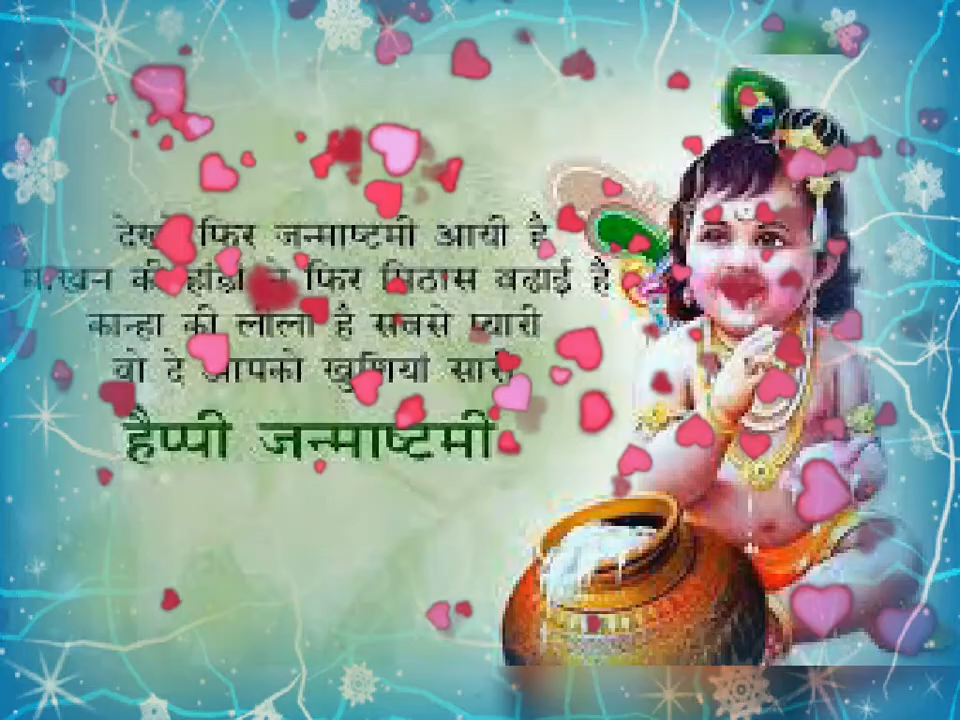 देखो फिर जन्माष्टमी आयी है
माखन की हांडी ने फिर मिठास बढाई है
कान्हा की लीला है सबसे प्यारी
वो दे आपको खुशियां सारी
हैप्पी जन्माष्टमी